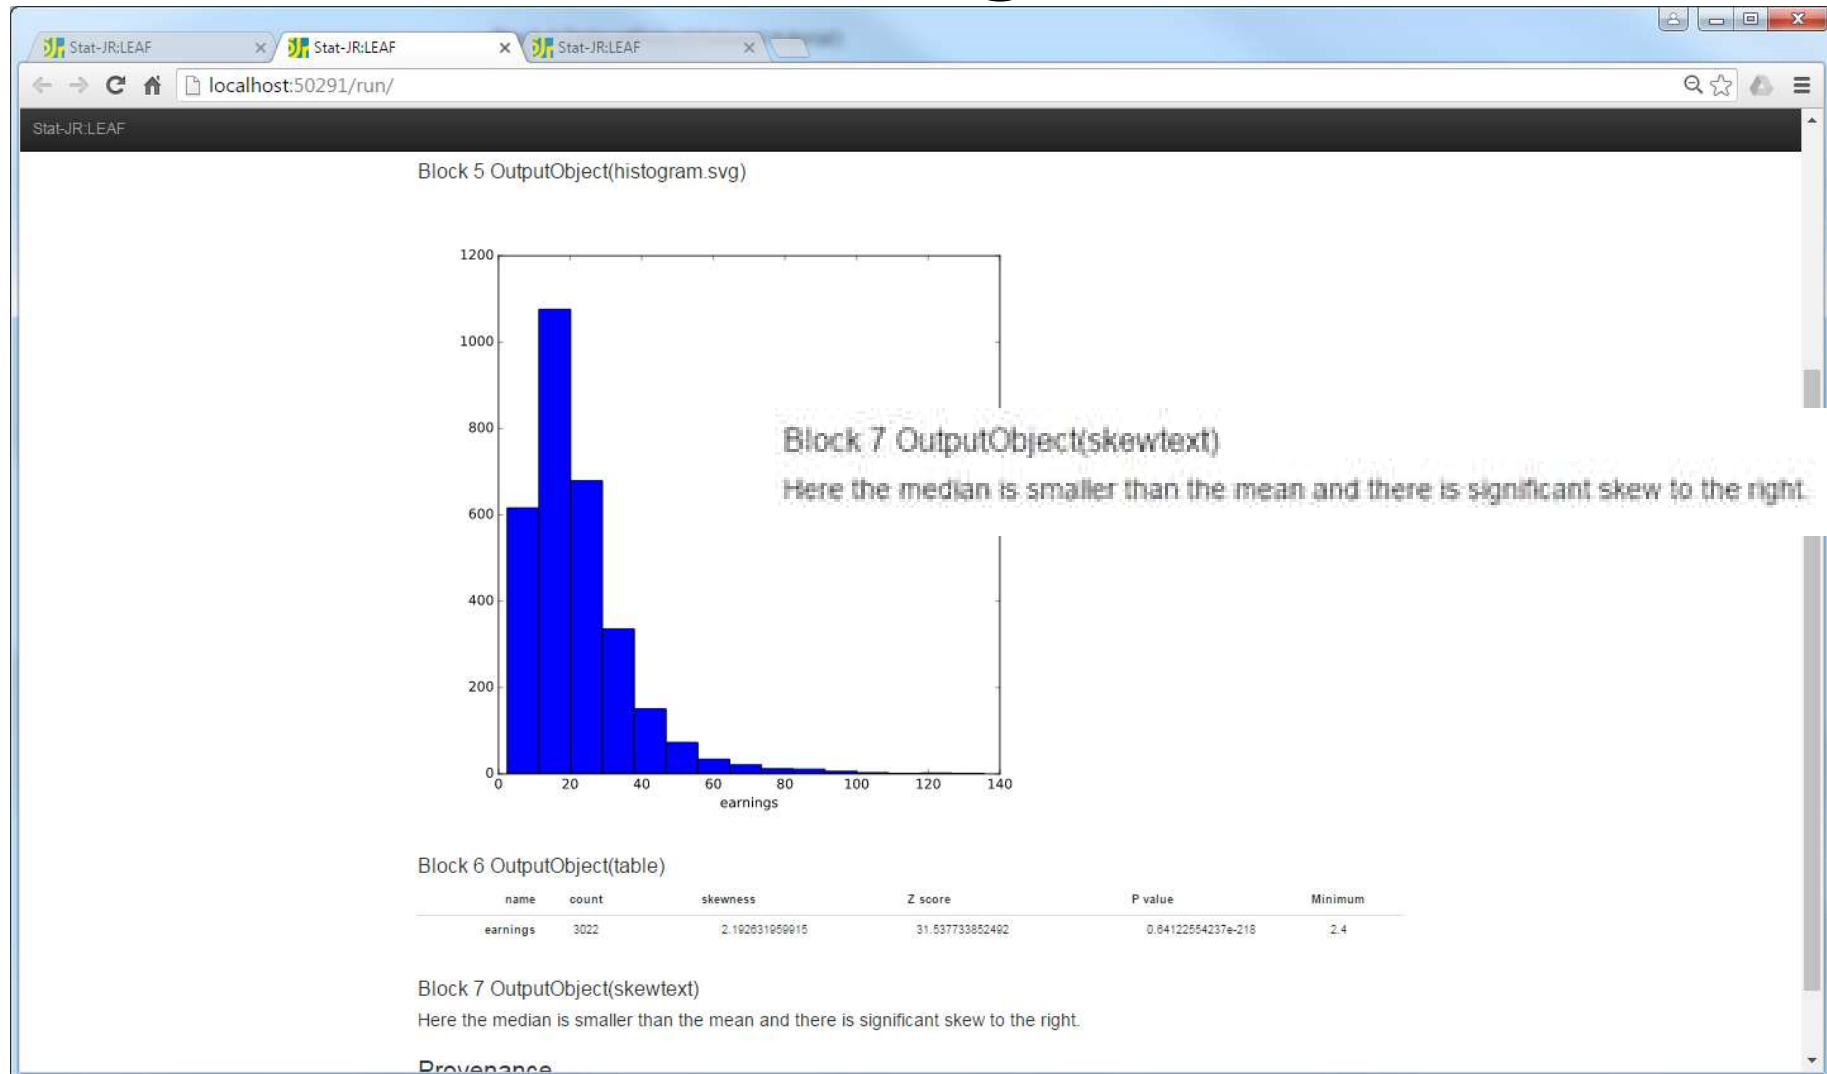 Stat-JR:LEAF
Stat-JR:LEAF
Stat-JR:LEAF
localhost:50291/run/
Stat-JR:LEAF
Block 5 OutputObject(histogram.svg)
1200
1000
800
600
400
200
0
0 20 40 60 80 100 120 140
earnings
Block 7 OutputObject(skewtext)
Here the median is smaller than the mean and there is significant skew to the right.
Block 6 OutputObject(table)
name count skewness Z score P value Minimum
earnings 3022 2.192631959915 31.537733852492 0.64122554237e-218 2.4
Block 7 OutputObject(skewtext)
Here the median is smaller than the mean and there is significant skew to the right.
Provenance